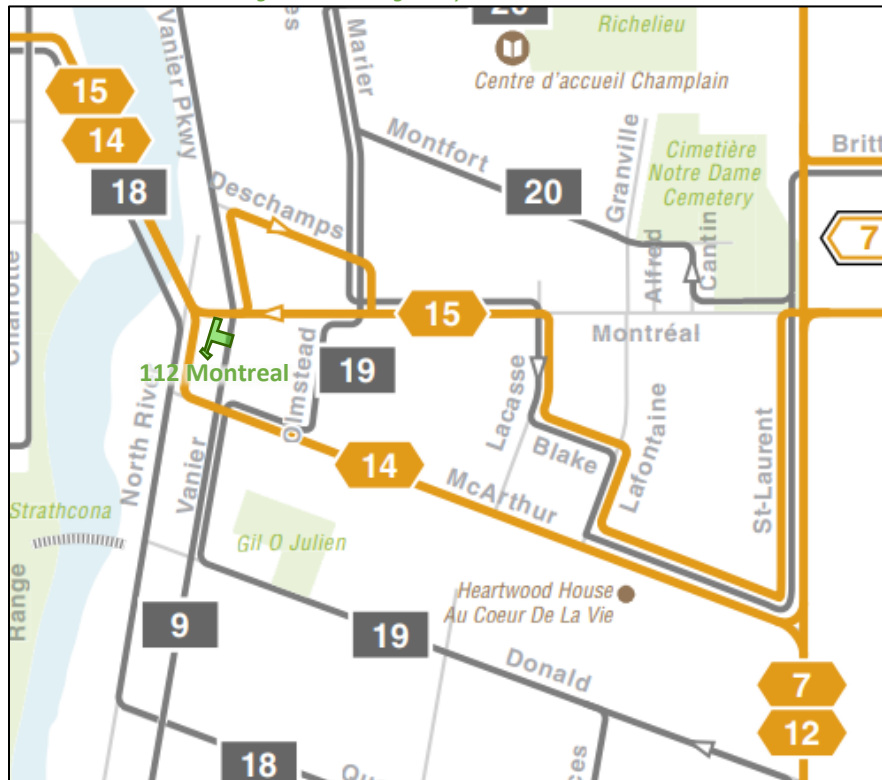 Vanier Pkwy
Marier
20
Richelieu
Centre d'accueil Champlain
15
14
18
Montfort
Granville
Cimetière
Notre Dame
Cemetery
Britt
Deschamps
20
Alfred
Cantin
7
Charlotte
15
Montréal
112 Montreal
Olmstead
19
Lacasse
Blake
Lafontaine
St-Laurent
North River
Vanier
14
McArthur
Strathcona
Gil O Julien
Heartwood House
Au Coeur De La Vie
Range
9
19
Donald
7
12
18